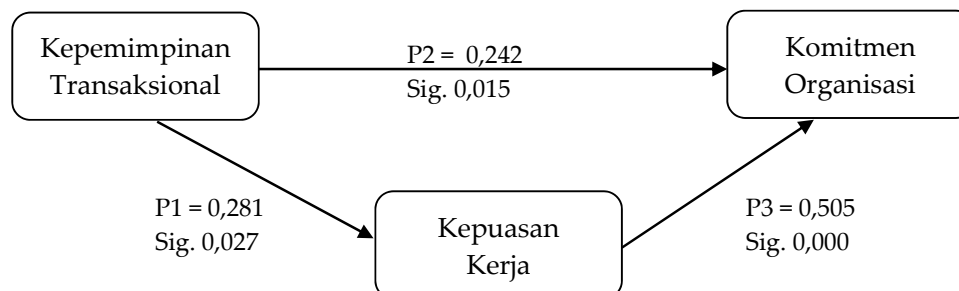 Kepemimpinan
Transaksional
P2 = 0,242
Sig. 0,015
Komitmen
Organisasi
P1 = 0,281
Sig. 0,027
Kepuasan
Kerja
P3 = 0,505
Sig. 0,000